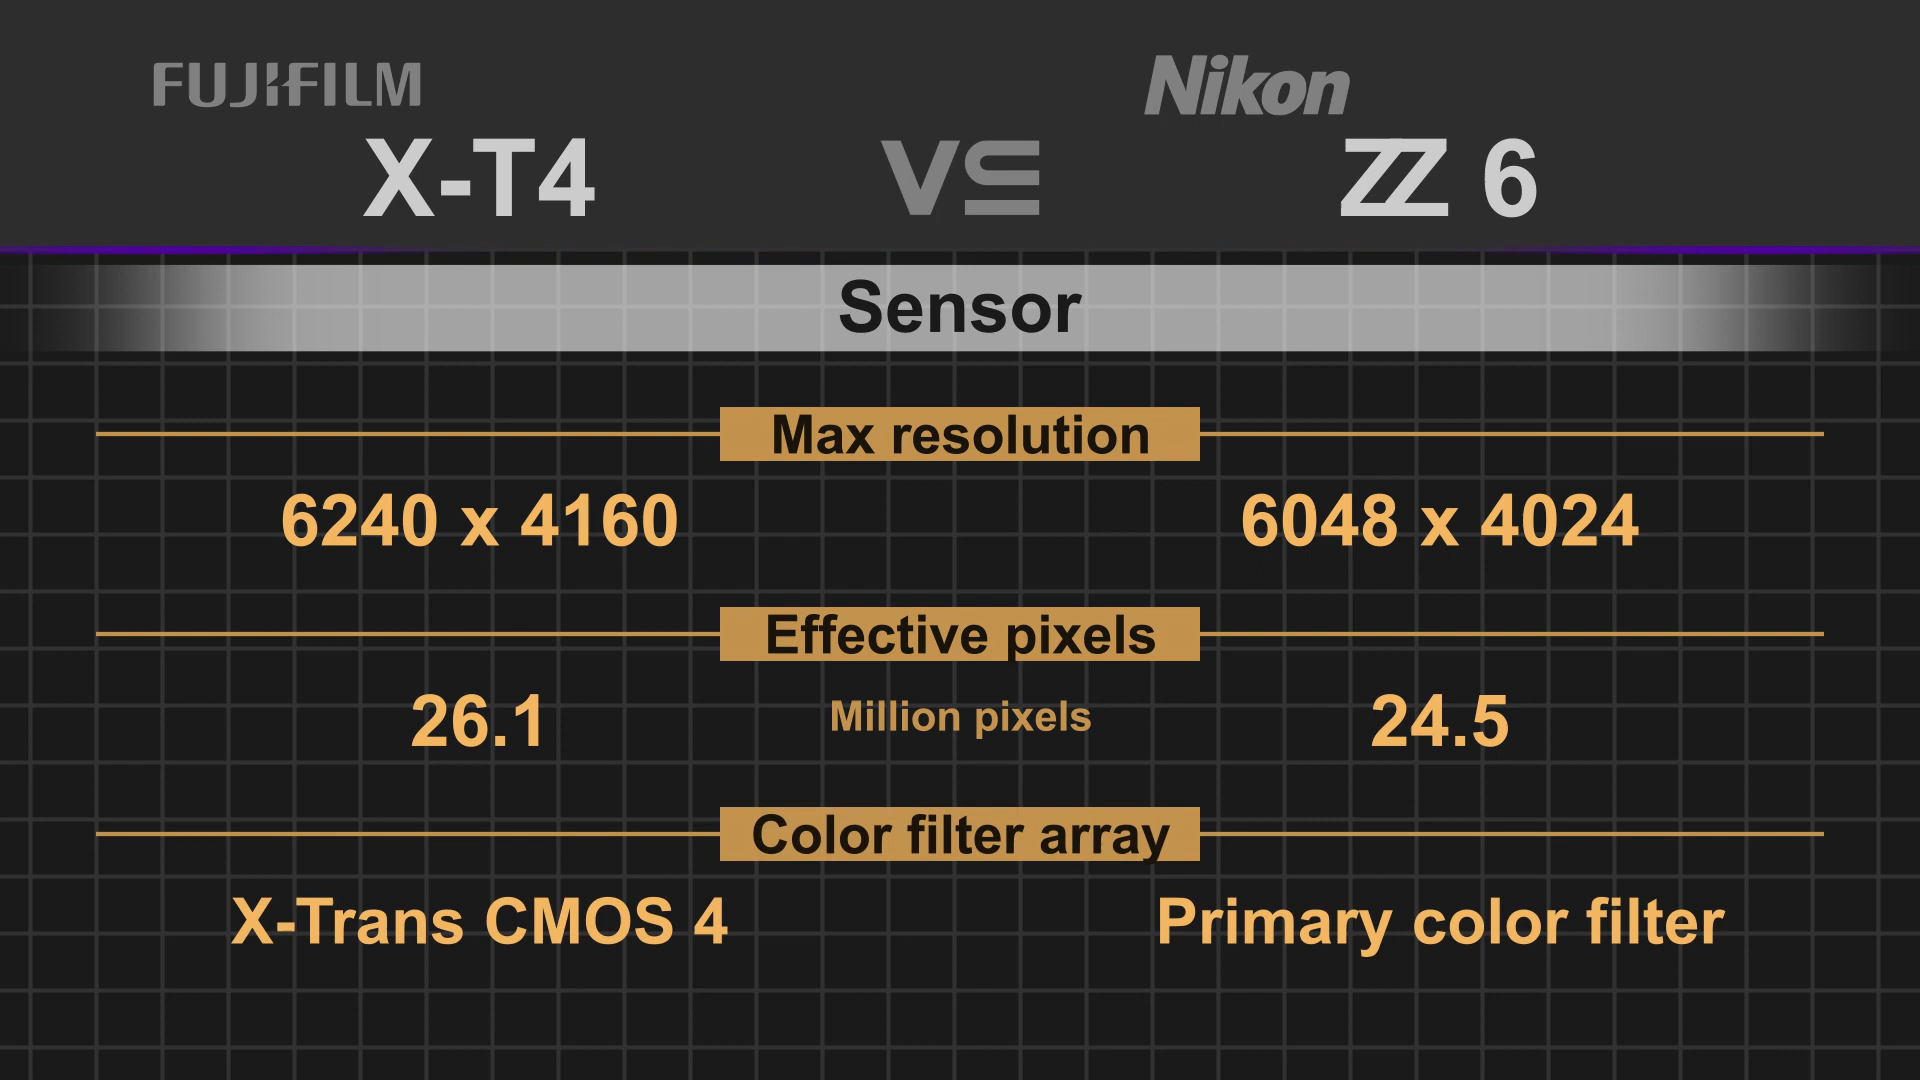 FUJIFILM
Nikon
X-T4
VS
ZZ 6
Sensor
Max resolution
6240 x 4160
6048 x 4024
Effective pixels
26.1
Million pixels
24.5
Color filter array
X-Trans CMOS 4
Primary color filter